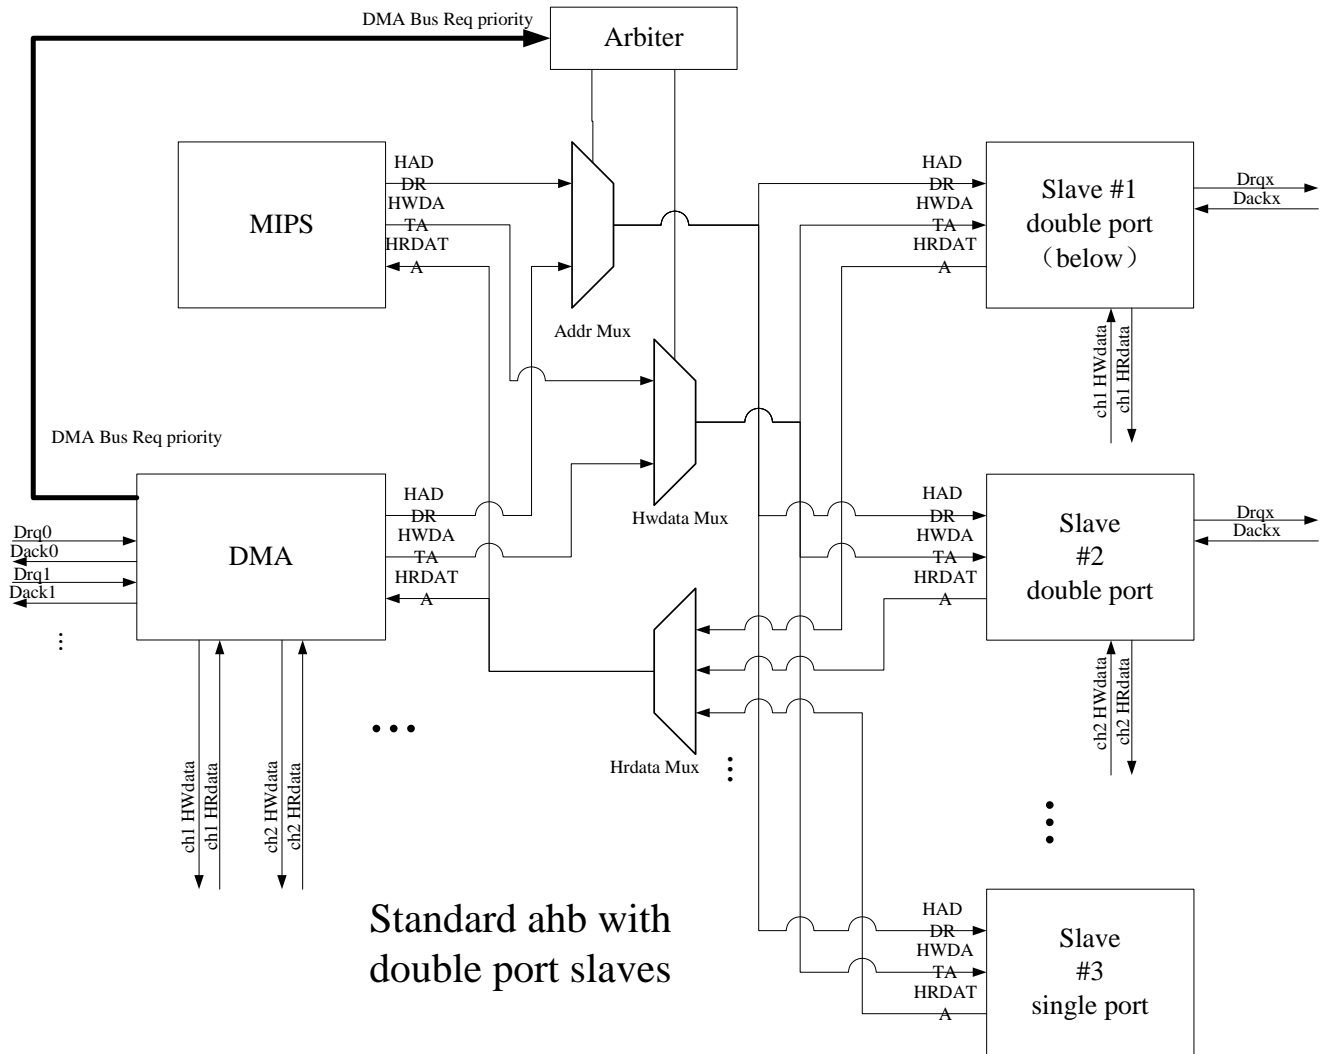 DMA Bus Req priority
Arbiter
MIPS
HAD
DR
HWDA
TA
HRDAT
A
Addr Mux
HAD
DR
HWDA
TA
HRDAT
A
Slave #1
double port
（below）
Drqx
Dackx
ch1 HWdata
ch1 HRdata
DMA Bus Req priority
Hwdata Mux
Drq0
Dack0
Drq1
Dack1
...
DMA
HAD
DR
HWDA
TA
HRDAT
A
HAD
DR
HWDA
TA
HRDAT
A
Slave
#2
double port
Drqx
Dackx
ch2 HWdata
ch2 HRdata
ch1 HWdata
ch1 HRdata
ch2 HWdata
ch2 HRdata
...
Hrdata Mux
...
...
Standard ahb with
double port slaves
HAD
DR
HWDA
TA
HRDAT
A
Slave
#3
single port